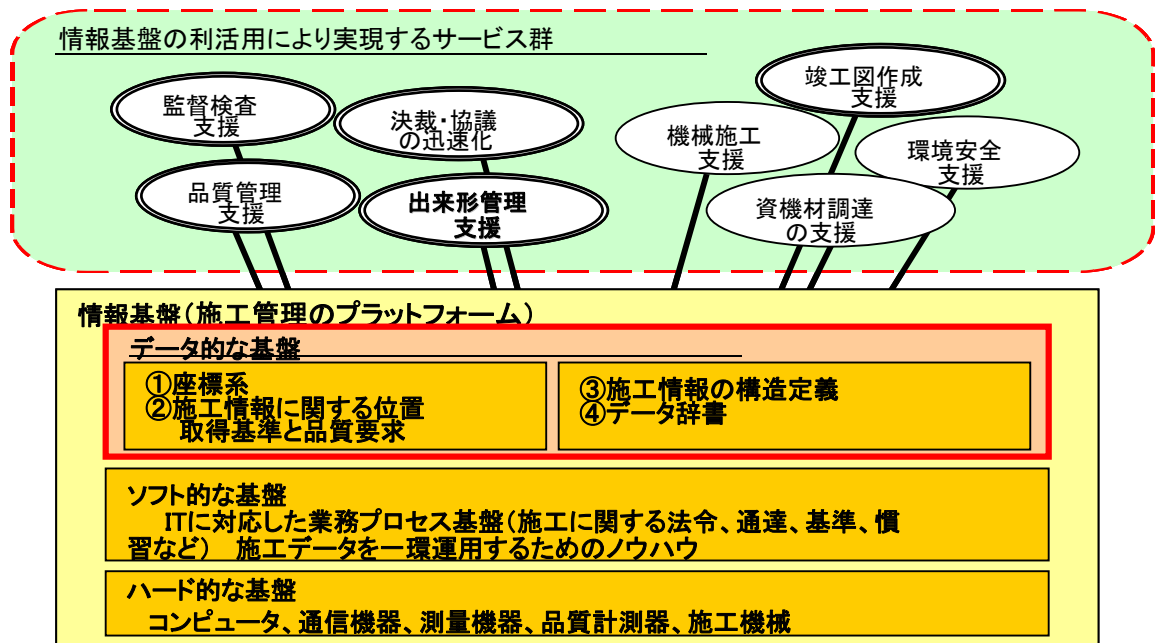 情報基盤の利活用により実現するサービス群
監督検査
支援
決裁・協議
の迅速化
機械施工
支援
竣工図作成
支援
環境安全
支援
品質管理
支援
出来形管理
支援
資機材調達
の支援
情報基盤（施工管理のプラットフォーム）
データ的な基盤
①座標系
②施工情報に関する位置
取得基準と品質要求
③施工情報の構造定義
④データ辞書
ソフト的な基盤
ITに対応した業務プロセス基盤（施工に関する法令、通達、基準、慣
習など）　施工データを一環運用するためのノウハウ
ハード的な基盤
コンピュータ、通信機器、測量機器、品質計測器、施工機械